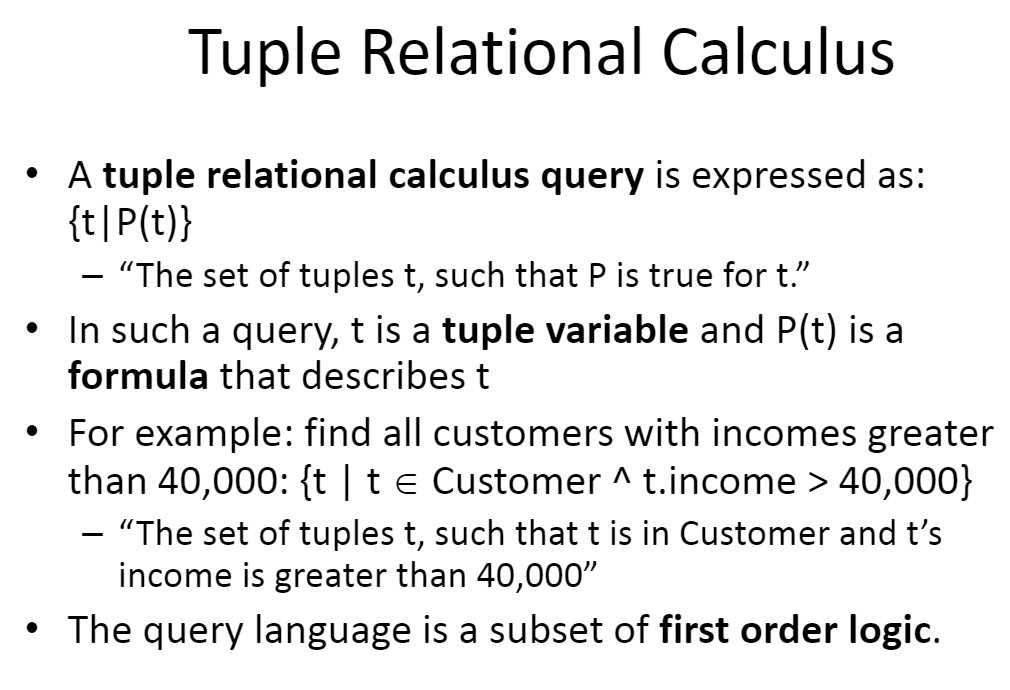 Tuple Relational Calculus
• A tuple relational calculus query is expressed as:
{t|P(t)}
– “The set of tuples t, such that P is true for t.”
• In such a query, t is a tuple variable and P(t) is a
formula that describes t
• For example: find all customers with incomes greater
than 40,000: {t | t ∈ Customer ^ t.income > 40,000}
– “The set of tuples t, such that t is in Customer and t’s
income is greater than 40,000”
• The query language is a subset of first order logic.